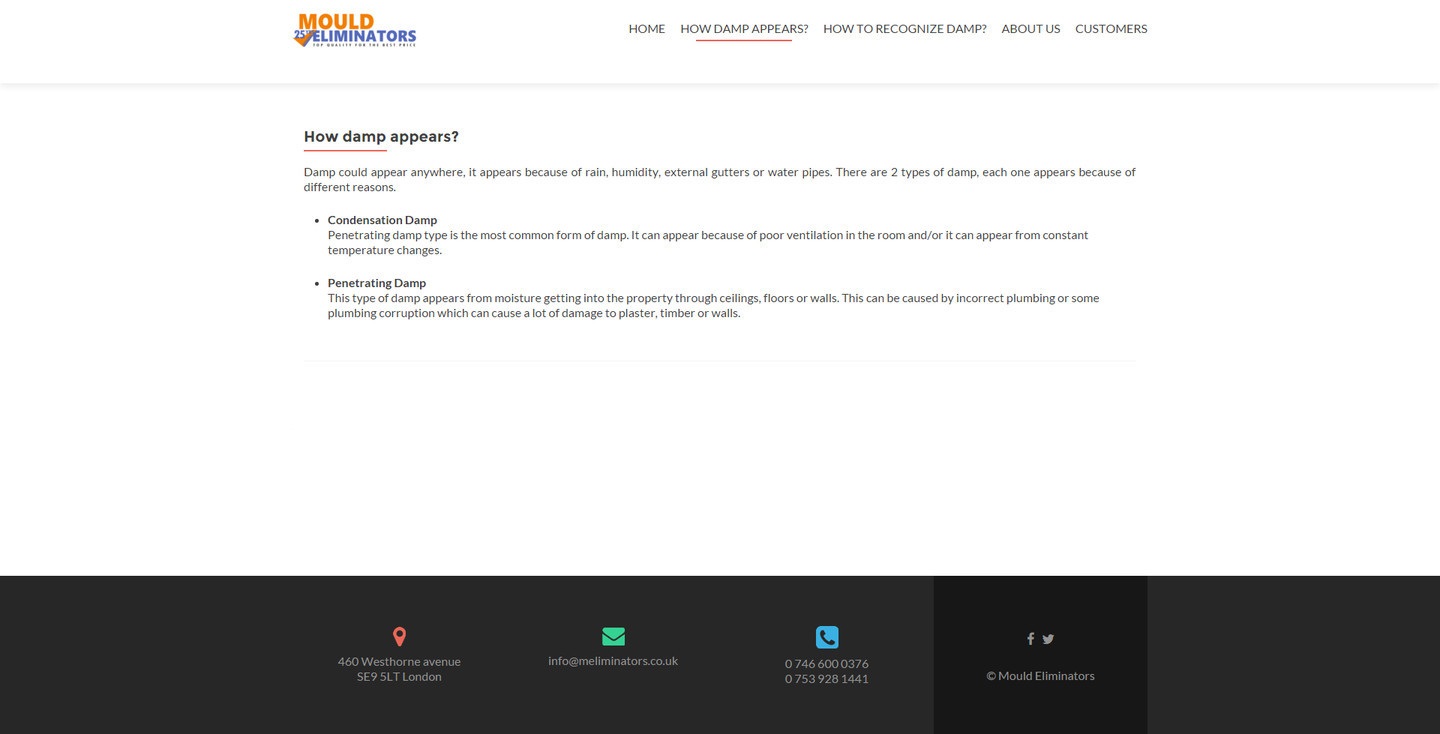 MOULD
25 ELIMINATORS
TOP QUALITY FOR THE BEST PRICE
HOME HOW DAMP APPEARS? HOW TO RECOGNIZE DAMP? ABOUT US CUSTOMERS
How damp appears?
Damp could appear anywhere, it appears because of rain, humidity, external gutters or water pipes. There are 2 types of damp, each one appears because of
different reasons.
• Condensation Damp
Penetrating damp type is the most common form of damp. It can appear because of poor ventilation in the room and/or it can appear from constant
temperature changes.
• Penetrating Damp
This type of damp appears from moisture getting into the property through ceilings, floors or walls. This can be caused by incorrect plumbing or some
plumbing corruption which can cause a lot of damage to plaster, timber or walls.
460 Westhorne avenue
SE9 5LT London
info@meliminators.co.uk
0 746 600 0376
0 753 928 1441
© Mould Eliminators